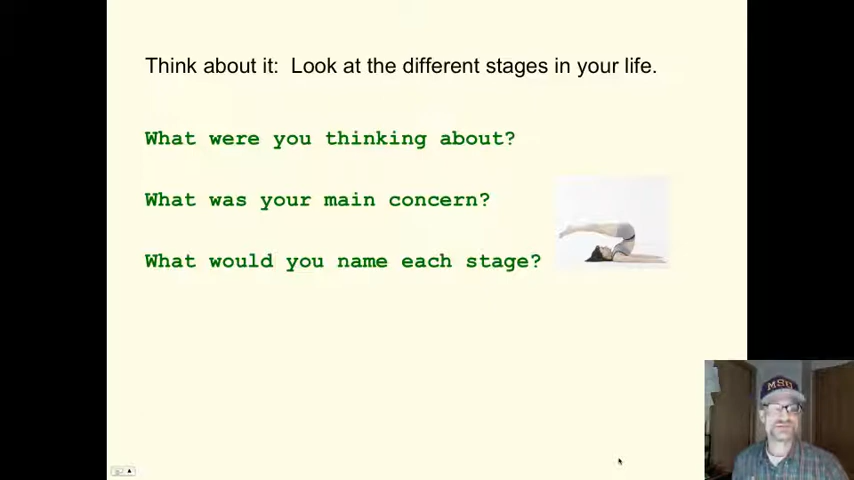 Think about it: Look at the different stages in your life.
What were you thinking about?
What was your main concern?
What would you name each stage?
MSU